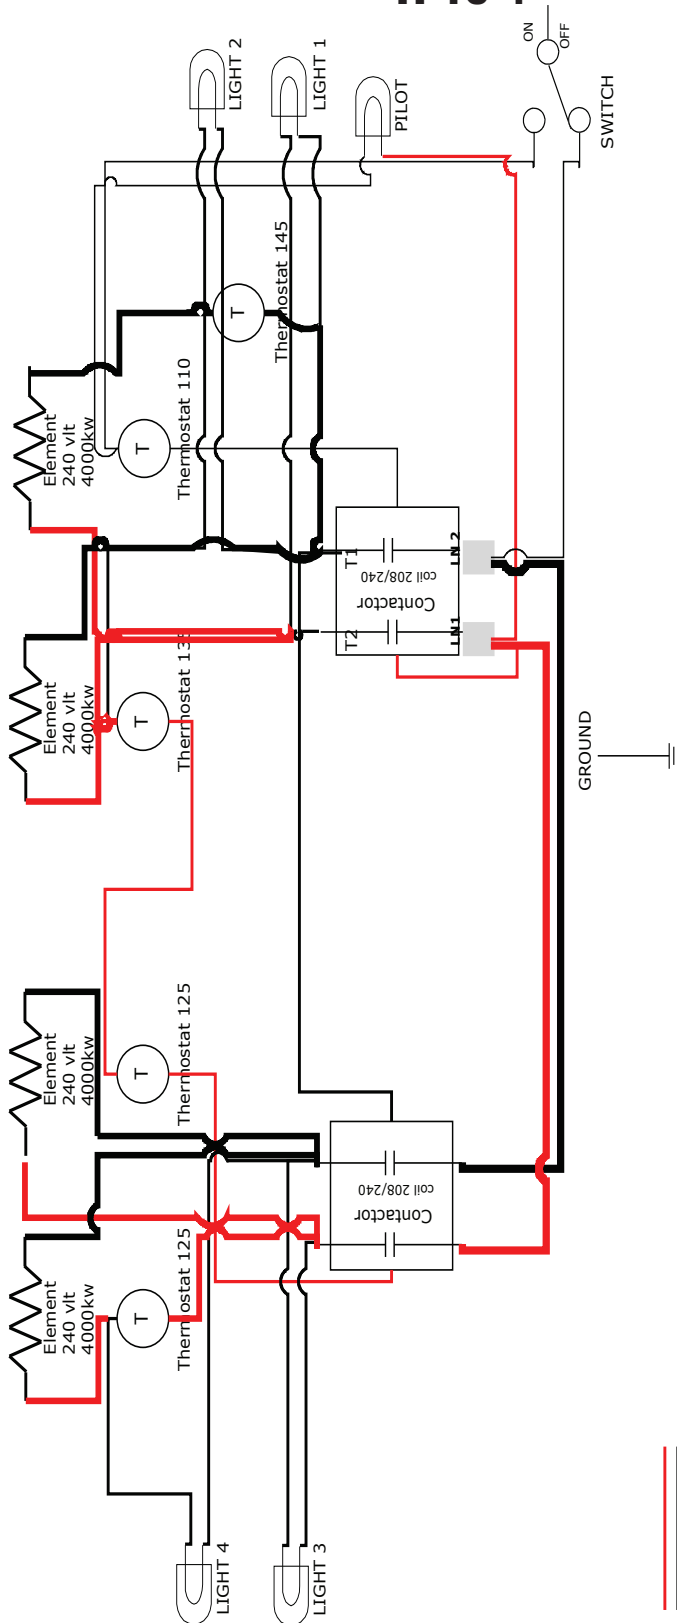 ON
OFF
SWITCH
LIGHT 2
LIGHT 1
PILOT
Thermostat 145
Element
240 vlt
4000kw
T
T
Thermostat 110
T1
LN 2
coil 208/240
Contactor
T2
LN1
Element
240 vlt
4000kw
T
GROUND
Element
240 vlt
4000kw
T
Thermostat 125
coil 208/240
Contactor
Element
240 vlt
4000kw
T
Thermostat 125
LIGHT 4
LIGHT 3